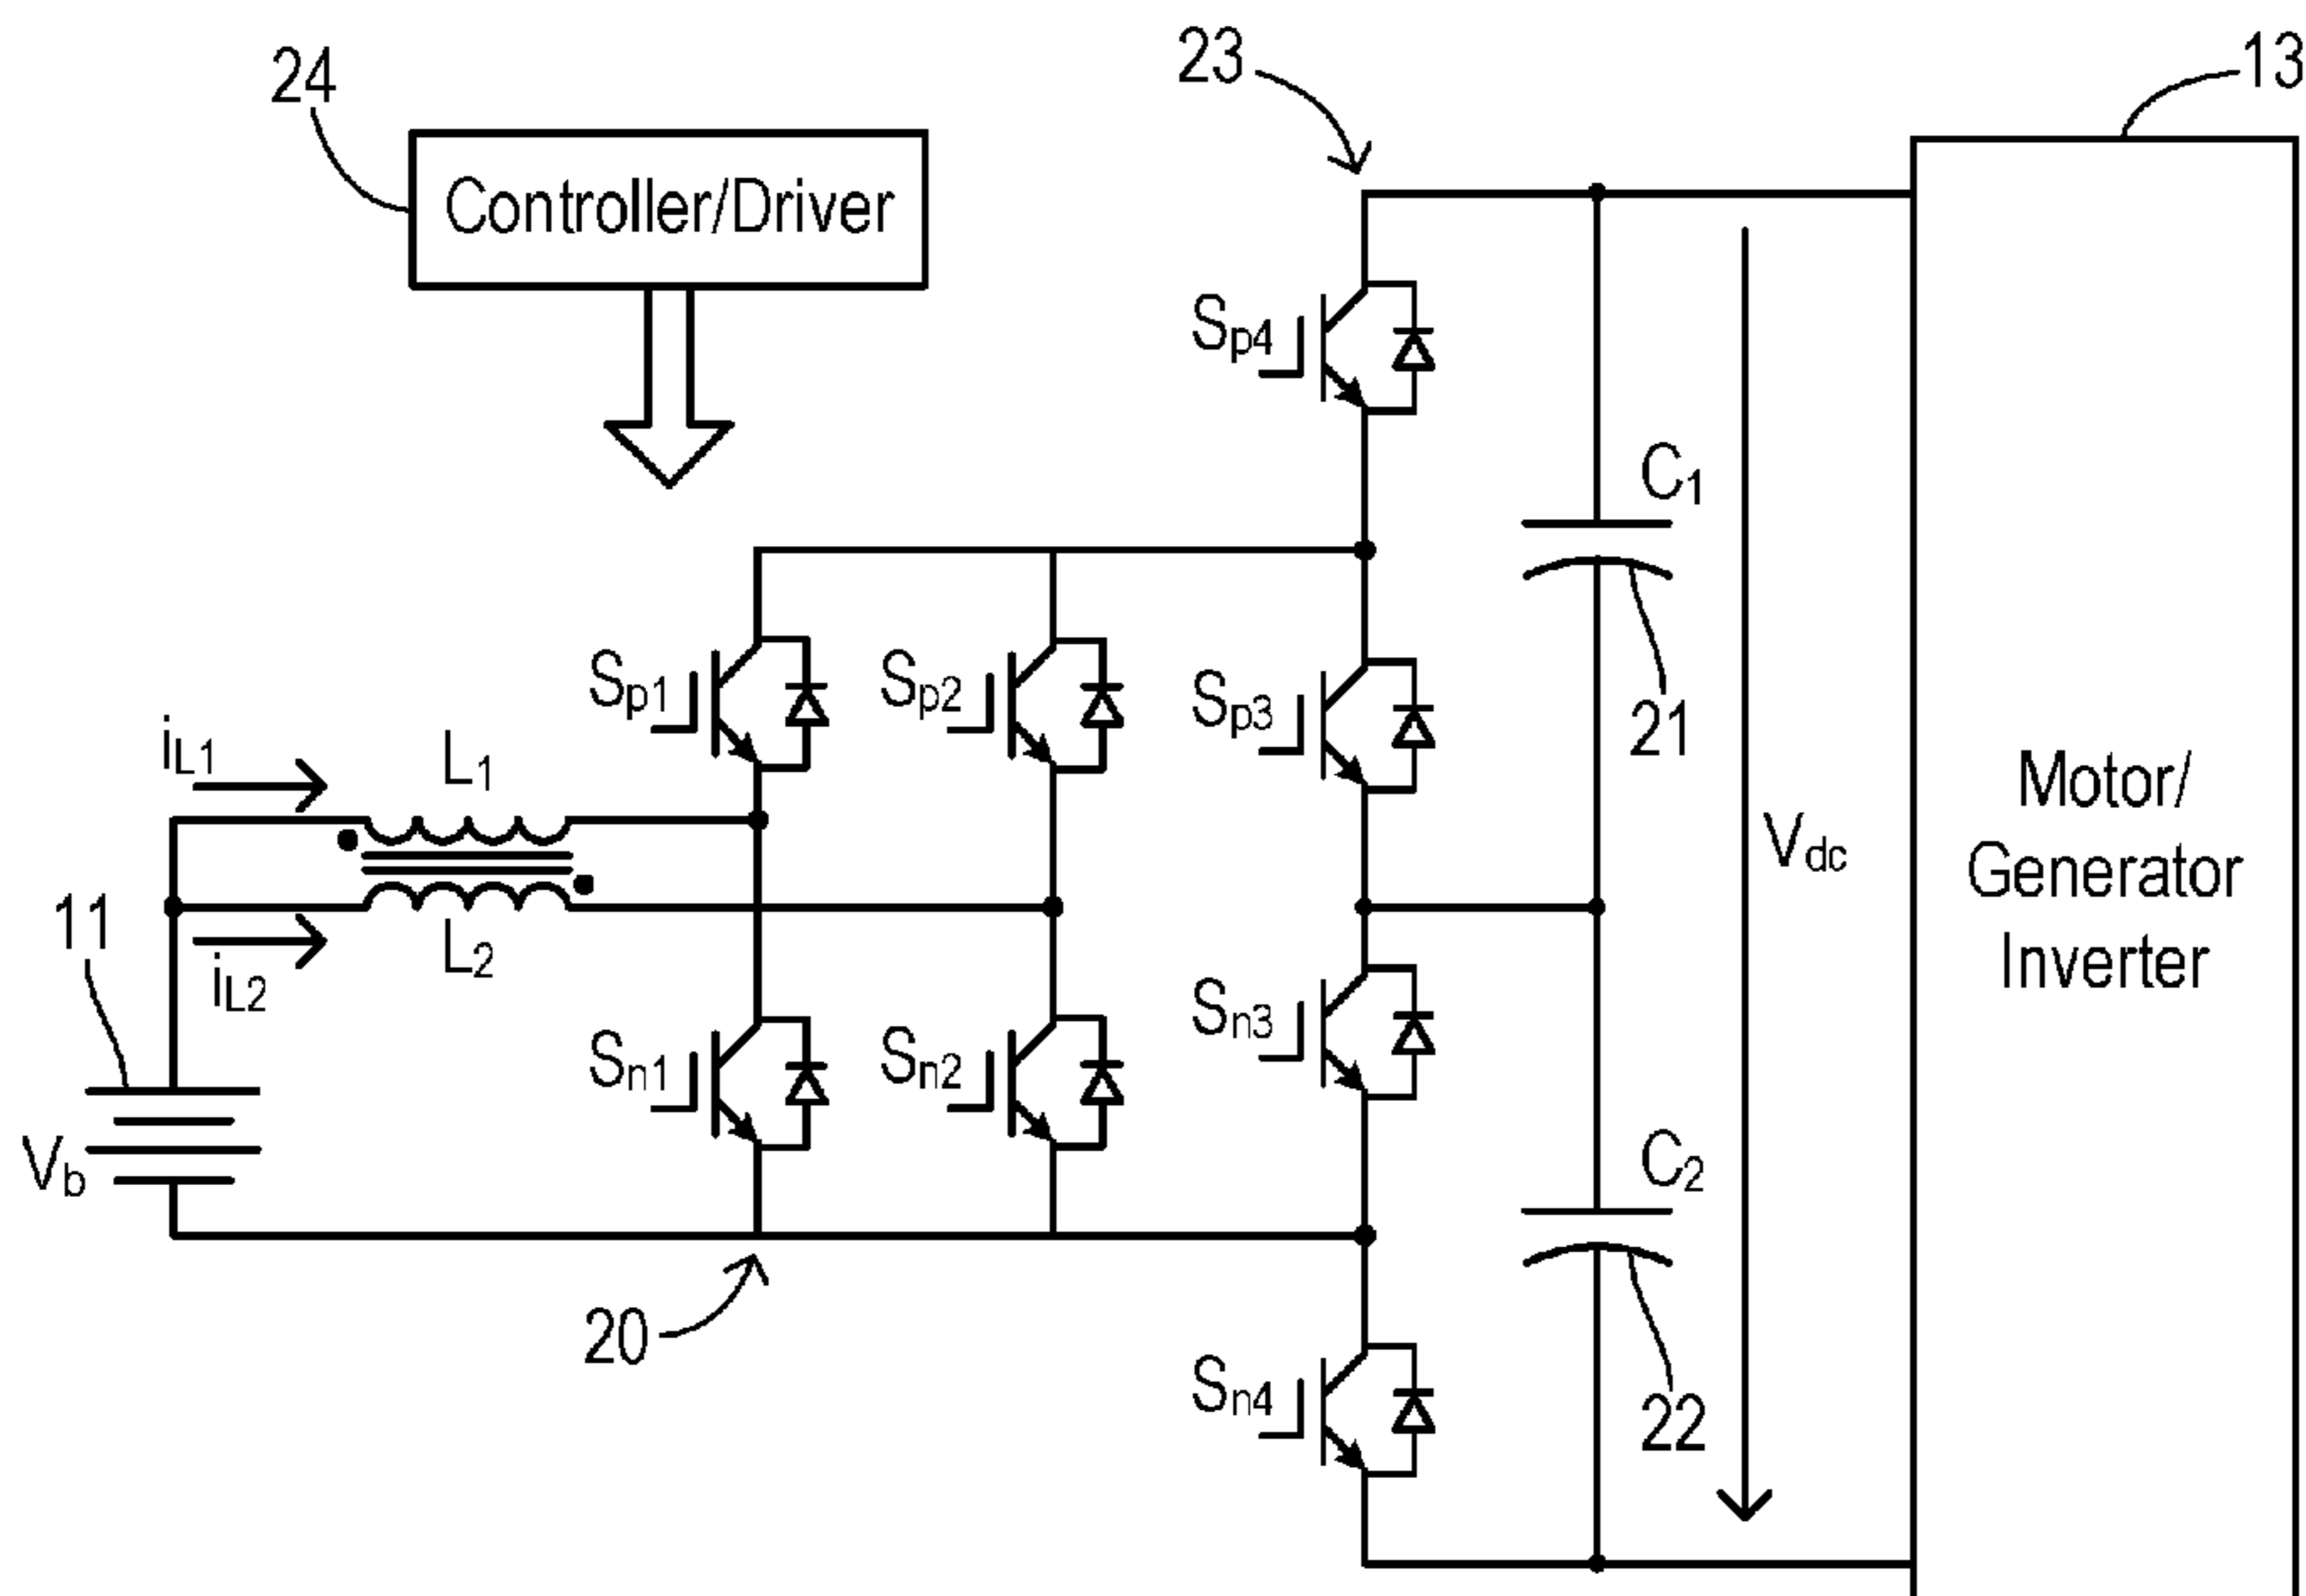 24
23
13
Controller/Driver
Sp4
C1
Sp1
Sp2
Sp3
21
iL1
L1
Motor/
Generator
Inverter
Vdc
11
L2
iL2
Sn1
Sn2
Sn3
Vb
C2
20
Sn4
22